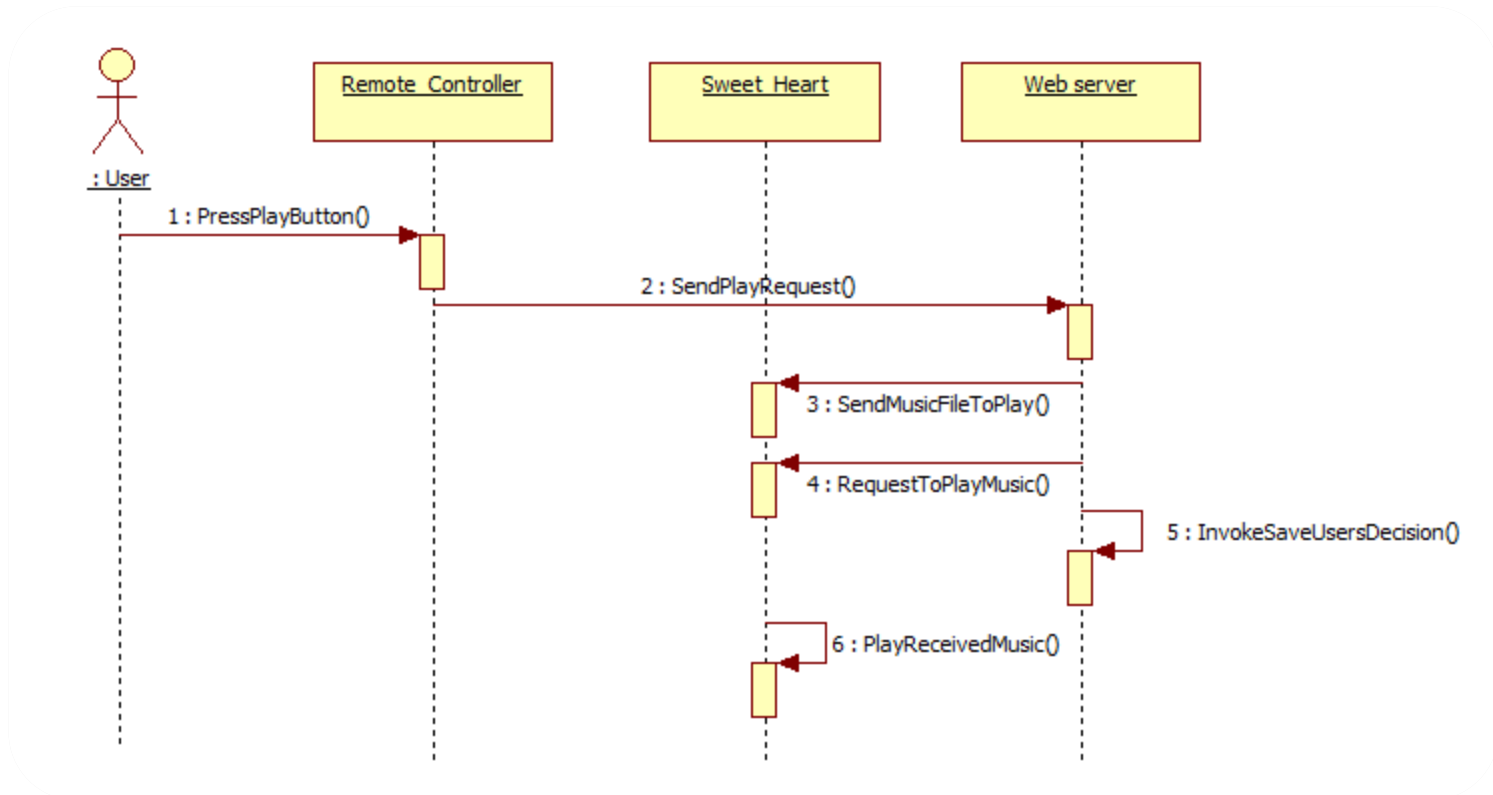 Remote_Controller
Sweet_Heart
Web server
: User
1 : PressPlayButton()
2 : SendPlayRequest()
3 : SendMusicFileToPlay()
4 : RequestToPlayMusic()
5 : InvokeSaveUsersDecision()
6 : PlayReceivedMusic()